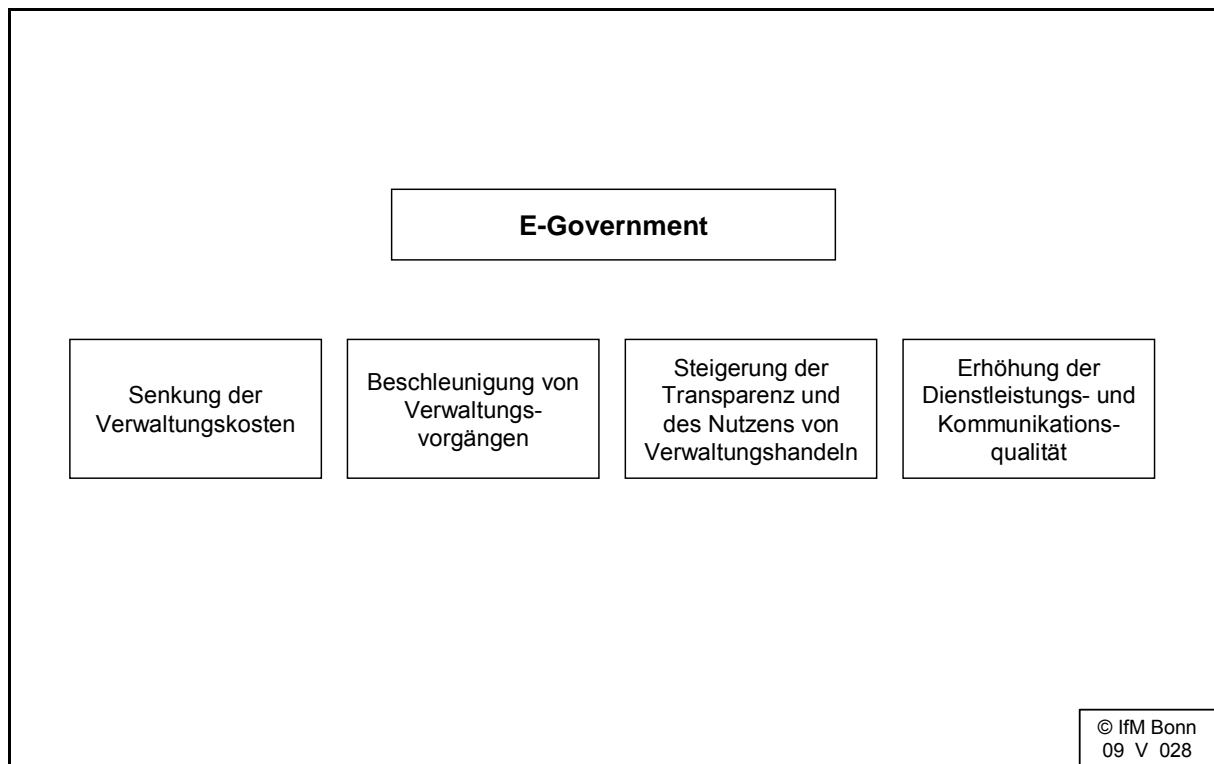 E-Government
Senkung der
Verwaltungskosten
Beschleunigung von
Verwaltungs-
vorgängen
Steigerung der
Transparenz und
des Nutzens von
Verwaltungshandeln
Erhöhung der
Dienstleistungs- und
Kommunikations-
qualität
© IfM Bonn
09 V 028